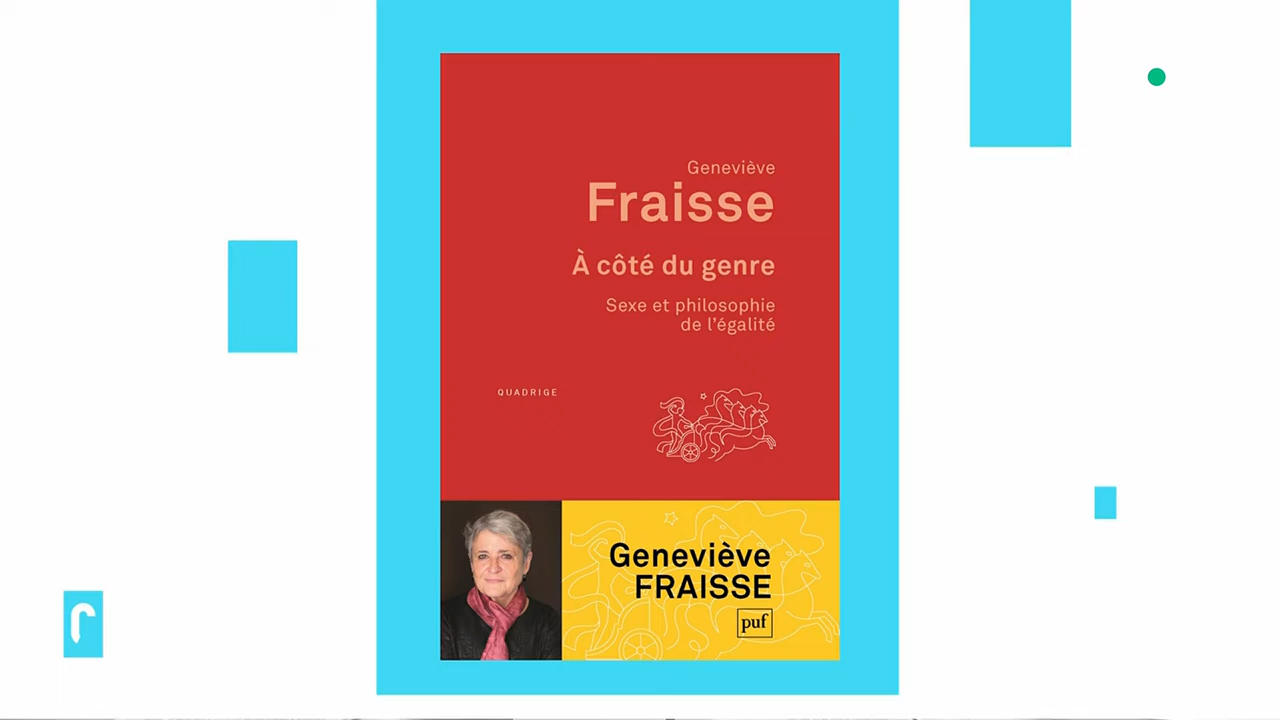 Geneviève
Fraisse
À côté du genre
Sexe et philosophie
de l'égalité
QUADRIGE
Geneviève
FRAISSE
puf